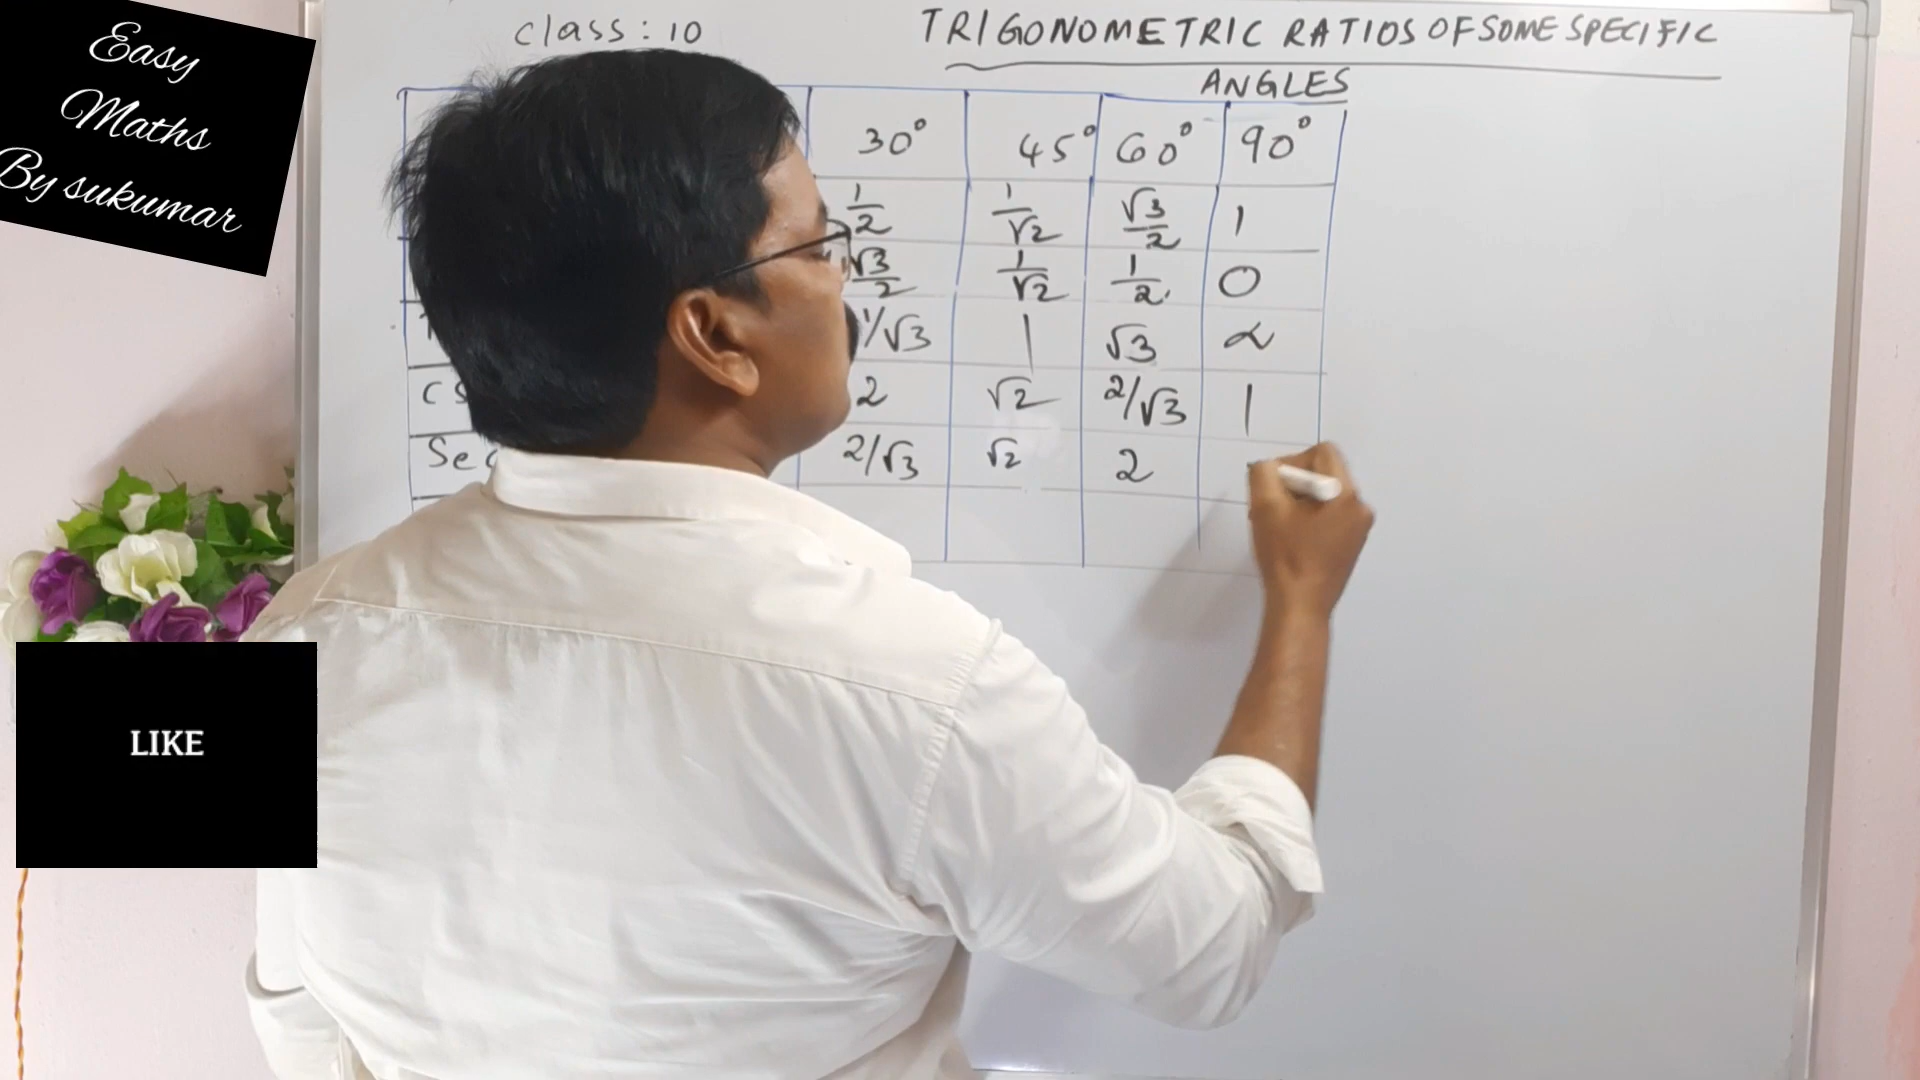 Easy
Maths
By sukumar
class : 10
TRIGONOMETRIC RATIOS OF SOME SPECIFIC
ANGLES
30° 45° 60° 90°
1/2 1/√2 √3/2 1
√3/2 1/√2 1/2 0
1/√3 1 √3 ∝
cs 2 √2 2/√3 1
Sec 2/√3 √2 2
LIKE